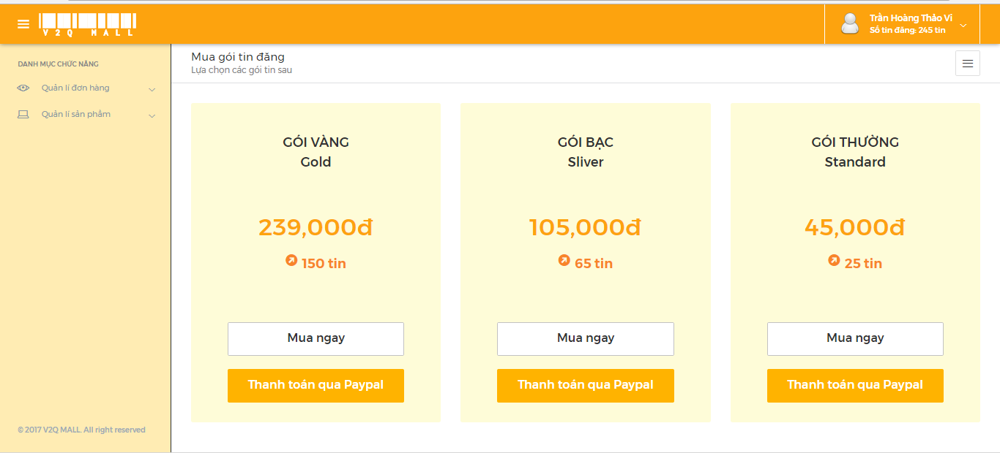 V2Q MALL
Trần Hoàng Thảo Vi
Số tin đăng: 245 tin
DANH MỤC CHỨC NĂNG
Quản lí đơn hàng
Quản lí sản phẩm
© 2017 V2Q MALL. All right reserved
Mua gói tin đăng
Lựa chọn các gói tin sau
GÓI VÀNG
Gold
239,000đ
150 tin
Mua ngay
Thanh toán qua Paypal
GÓI BẠC
Sliver
105,000đ
65 tin
Mua ngay
Thanh toán qua Paypal
GÓI THƯỜNG
Standard
45,000đ
25 tin
Mua ngay
Thanh toán qua Paypal